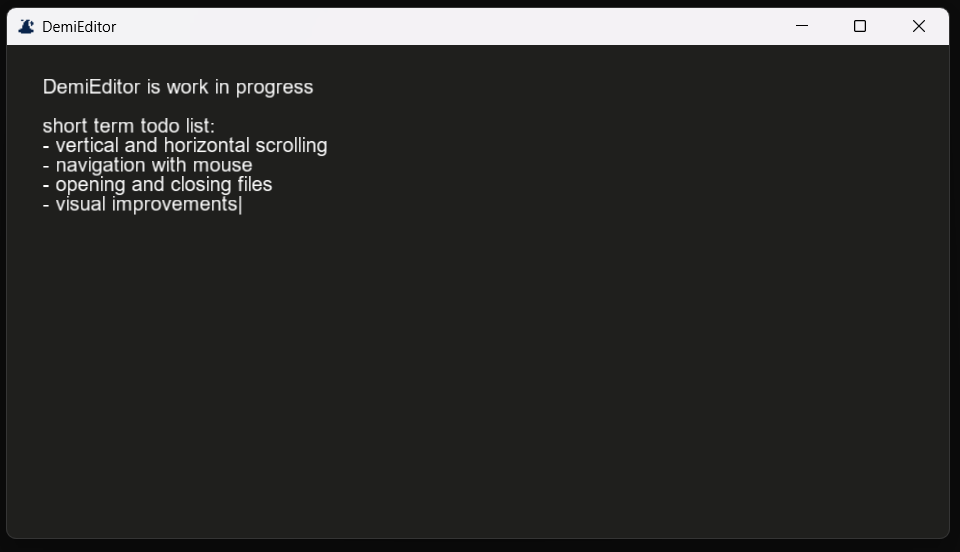 DemiEditor
DemiEditor is work in progress
short term todo list:
- vertical and horizontal scrolling
- navigation with mouse
- opening and closing files
- visual improvements